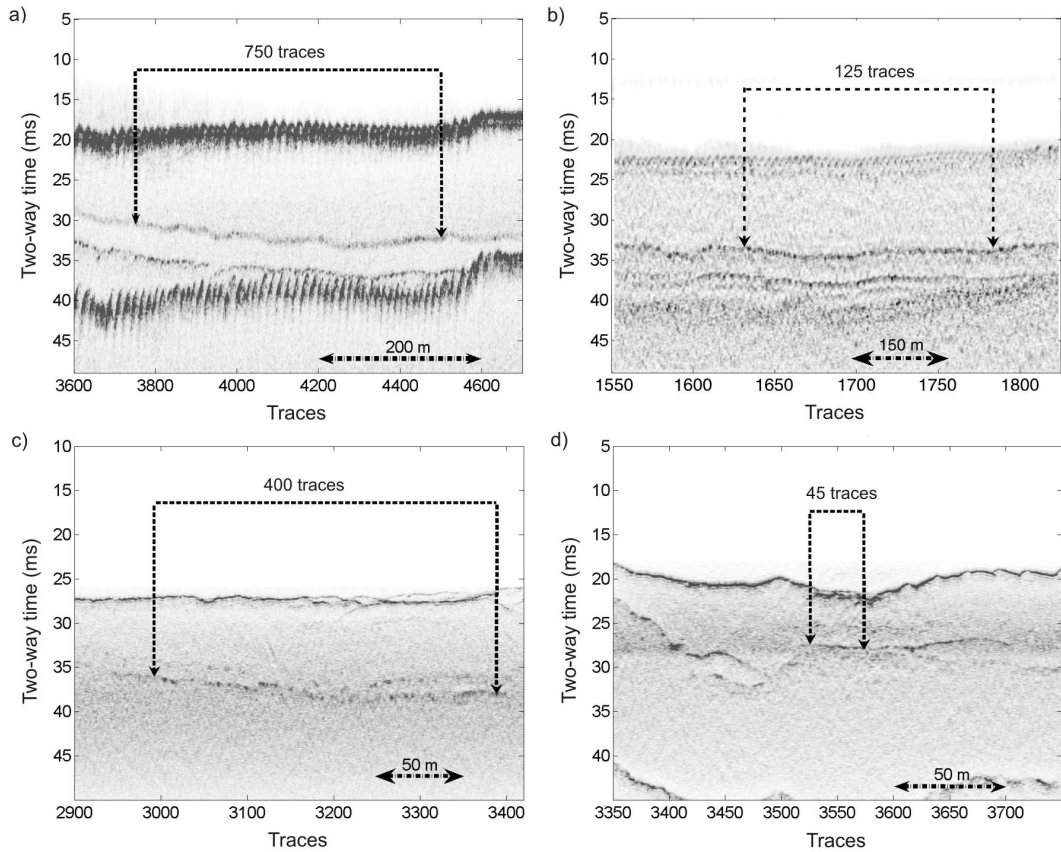 a)
5
10
15
20
25
30
35
40
45
Two-way time (ms)
750 traces
200 m
3600 3800 4000 4200 4400 4600
Traces
b)
5
10
15
20
25
30
35
40
45
Two-way time (ms)
125 traces
150 m
1550 1600 1650 1700 1750 1800
Traces
c)
10
15
20
25
30
35
40
45
Two-way time (ms)
400 traces
50 m
2900 3000 3100 3200 3300 3400
Traces
d)
5
10
15
20
25
30
35
40
Two-way time (ms)
45 traces
50 m
3350 3400 3450 3500 3550 3600 3650 3700
Traces